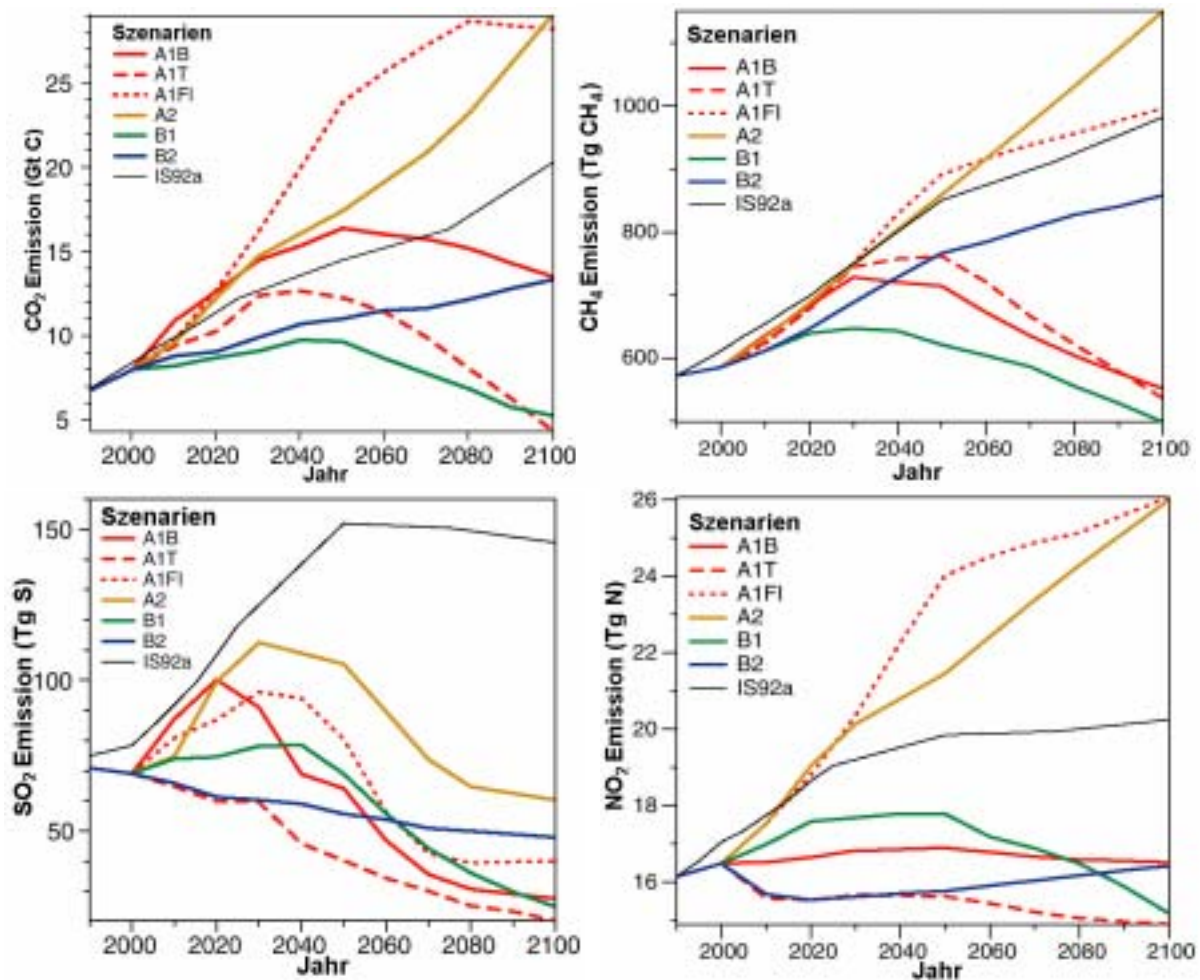 Szenarien
A1B
A1T
A1FI
A2
B1
B2
IS92a
CO₂ Emission (Gt C)
25
20
15
10
5
2000 2020 2040 2060 2080 2100
Jahr
Szenarien
A1B
A1T
A1FI
A2
B1
B2
IS92a
CH₄ Emission (Tg CH₄)
1000
800
600
2000 2020 2040 2060 2080 2100
Jahr
Szenarien
A1B
A1T
A1FI
A2
B1
B2
IS92a
SO₂ Emission (Tg S)
150
100
50
2000 2020 2040 2060 2080 2100
Jahr
Szenarien
A1B
A1T
A1FI
A2
B1
B2
IS92a
NO₂ Emission (Tg N)
26
24
22
20
18
16
2000 2020 2040 2060 2080 2100
Jahr